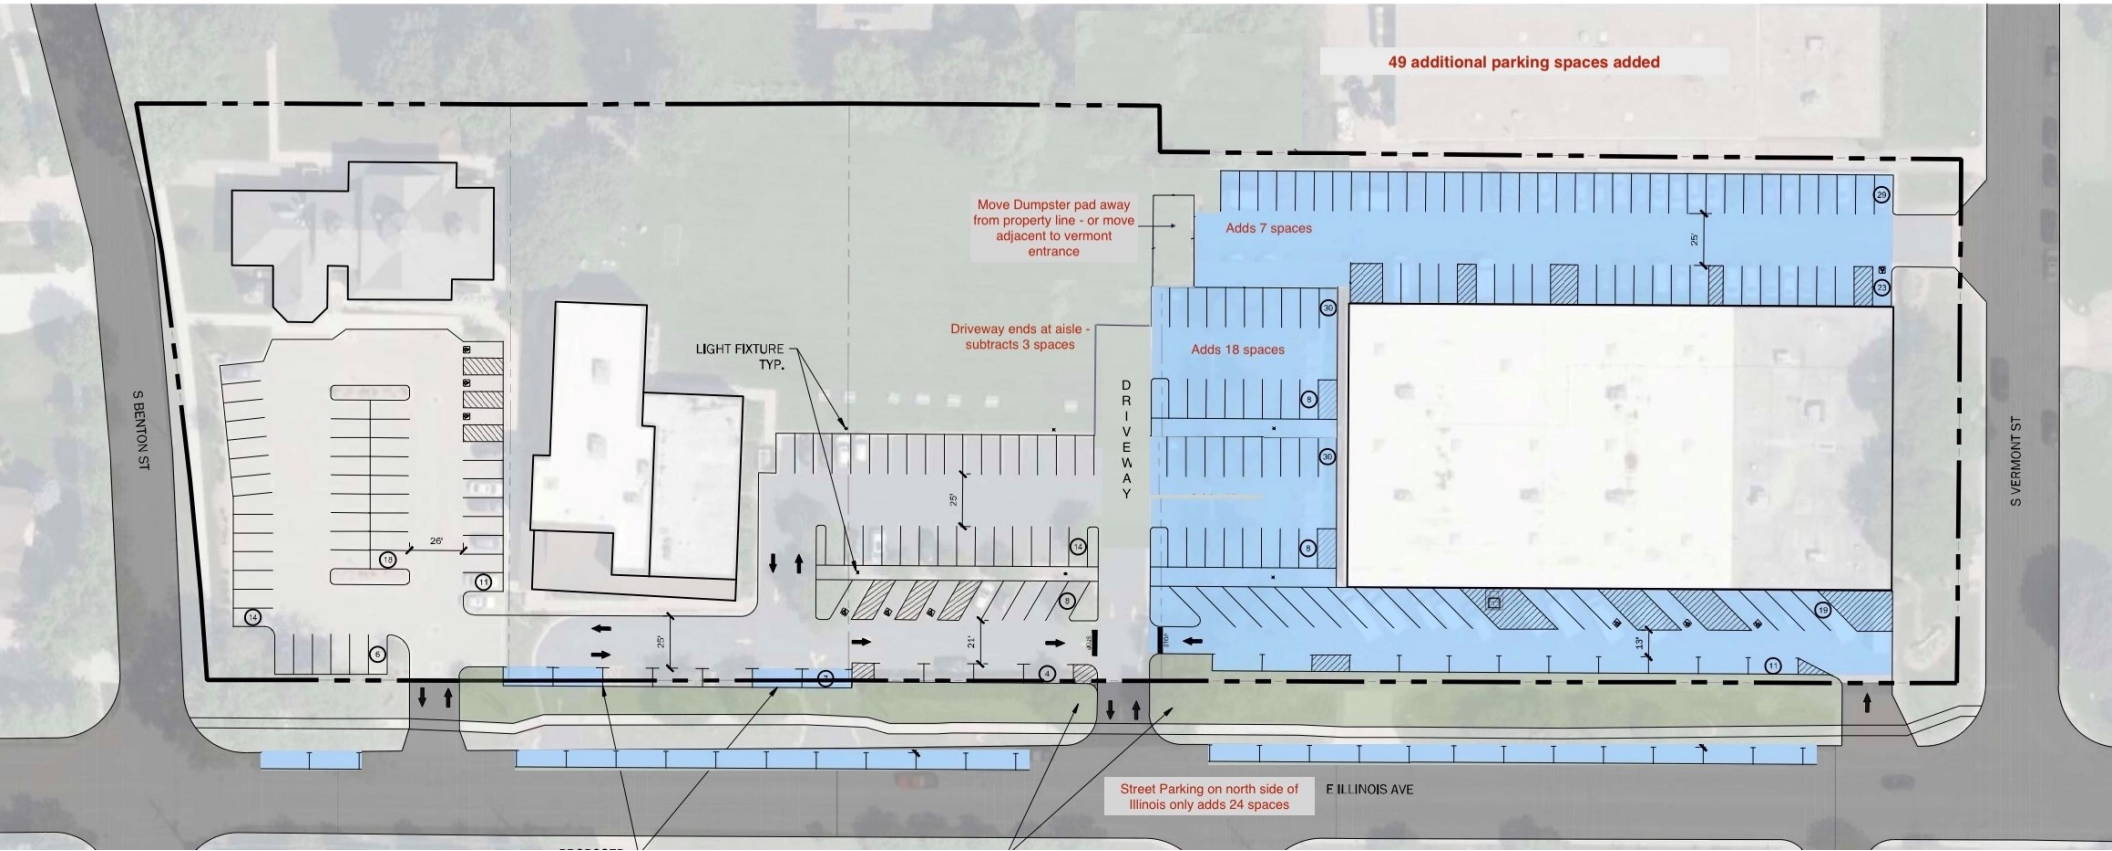 49 additional parking spaces added
29
Move Dumpster pad away
from property line - or move
adjacent to vermont
entrance
Adds 7 spaces
25'
23
30
Driveway ends at aisle -
subtracts 3 spaces
LIGHT FIXTURE
TYP.
Adds 18 spaces
DRIVEWAY
8
S BENTON ST
S VERMONT ST
30
25'
26'
18
14
8
11
8
14
19
6
25'
21'
13'
STOP
4
11
Street Parking on north side of
Illinois only adds 24 spaces
E ILLINOIS AVE